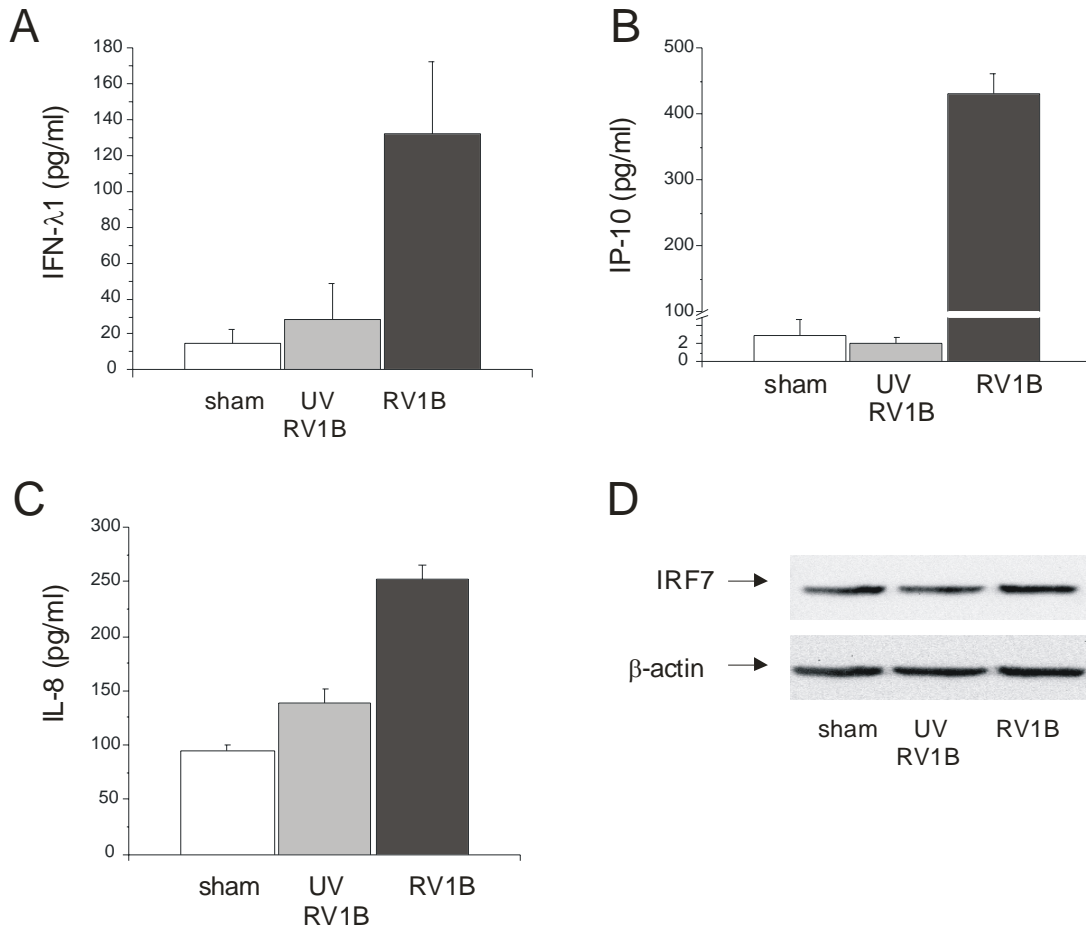 A
IFN-λ1 (pg/ml)
180
160
140
120
100
80
60
40
20
0
sham
UV
RV1B
RV1B
B
IP-10 (pg/ml)
500
400
300
200
100
2
0
sham
UV
RV1B
RV1B
C
IL-8 (pg/ml)
300
250
200
150
100
50
0
sham
UV
RV1B
RV1B
D
IRF7
β-actin
sham
UV
RV1B
RV1B